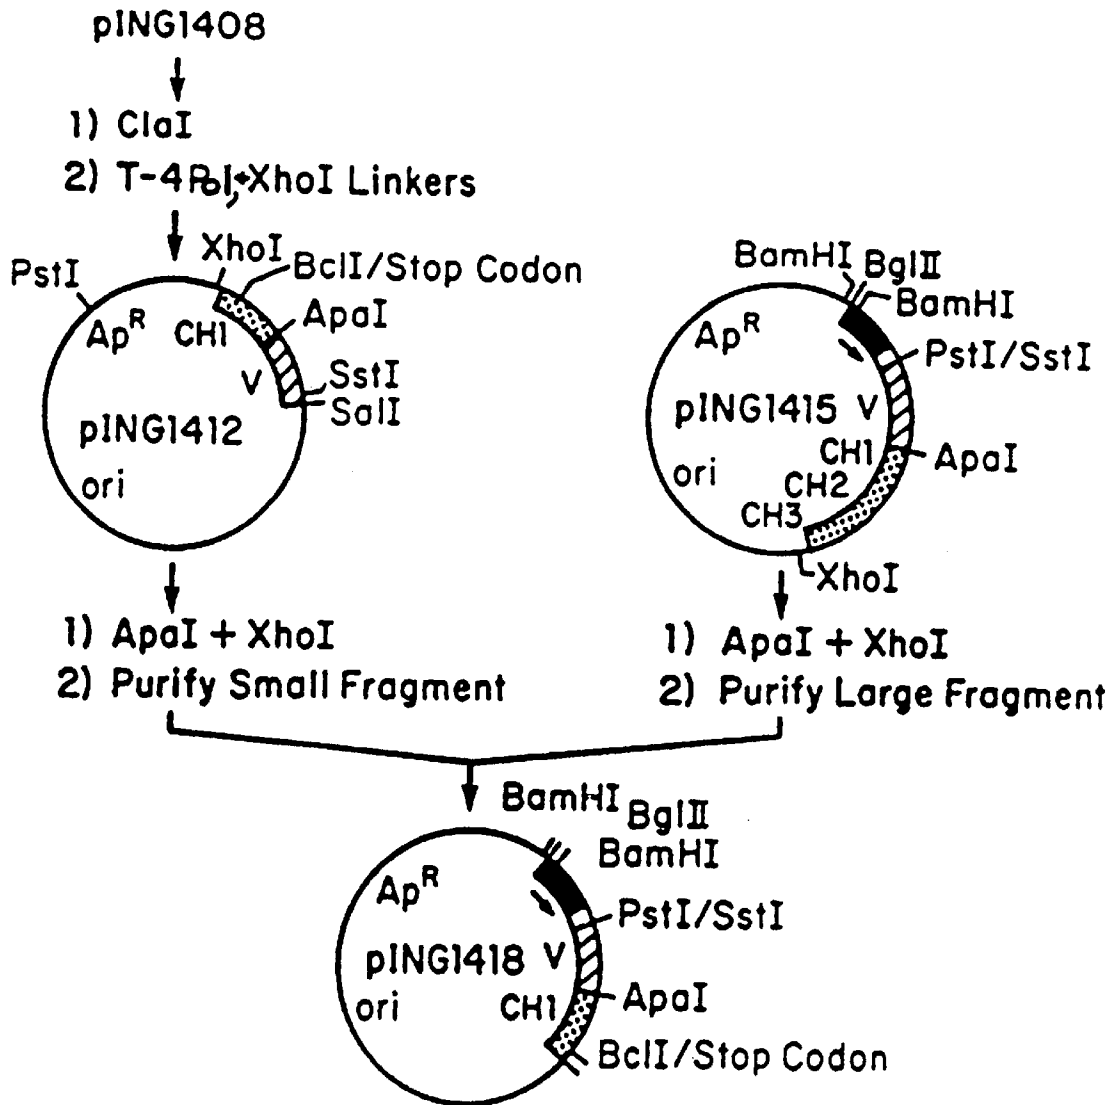 pING1408
1) ClaI
2) T-4 Pol, + XhoI Linkers
PstI
XhoI
BclI/Stop Codon
ApaI
Ap^R
CH1
V
SstI
SalI
pING1412
ori
BamHI
BglII
BamHI
Ap^R
PstI/SstI
pING1415
V
CH1
ApaI
ori
CH2
CH3
XhoI
1) ApaI + XhoI
2) Purify Small Fragment
1) ApaI + XhoI
2) Purify Large Fragment
BamHI
BglII
BamHI
Ap^R
PstI/SstI
pING1418
V
ori
CH1
ApaI
BclI/Stop Codon